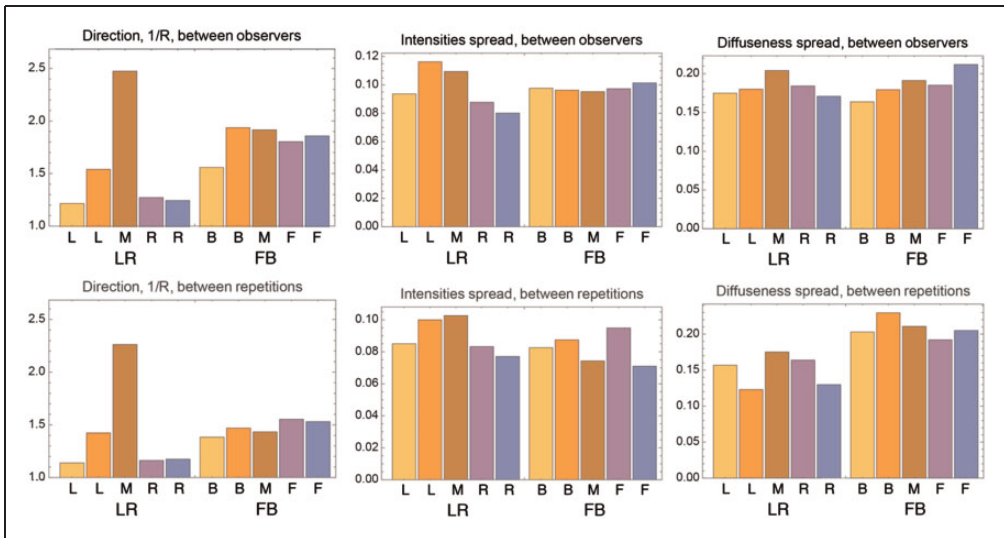 Direction, 1/R, between observers
2.5
2.0
1.5
1.0
L L M R R B B M F F
LR FB
Intensities spread, between observers
0.12
0.10
0.08
0.06
0.04
0.02
0.00
L L M R R B B M F F
LR FB
Diffuseness spread, between observers
0.20
0.15
0.10
0.05
0.00
L L M R R B B M F F
LR FB
Direction, 1/R, between repetitions
2.5
2.0
1.5
1.0
L L M R R B B M F F
LR FB
Intensities spread, between repetitions
0.10
0.08
0.06
0.04
0.02
0.00
L L M R R B B M F F
LR FB
Diffuseness spread, between repetitions
0.20
0.15
0.10
0.05
0.00
L L M R R B B M F F
LR FB